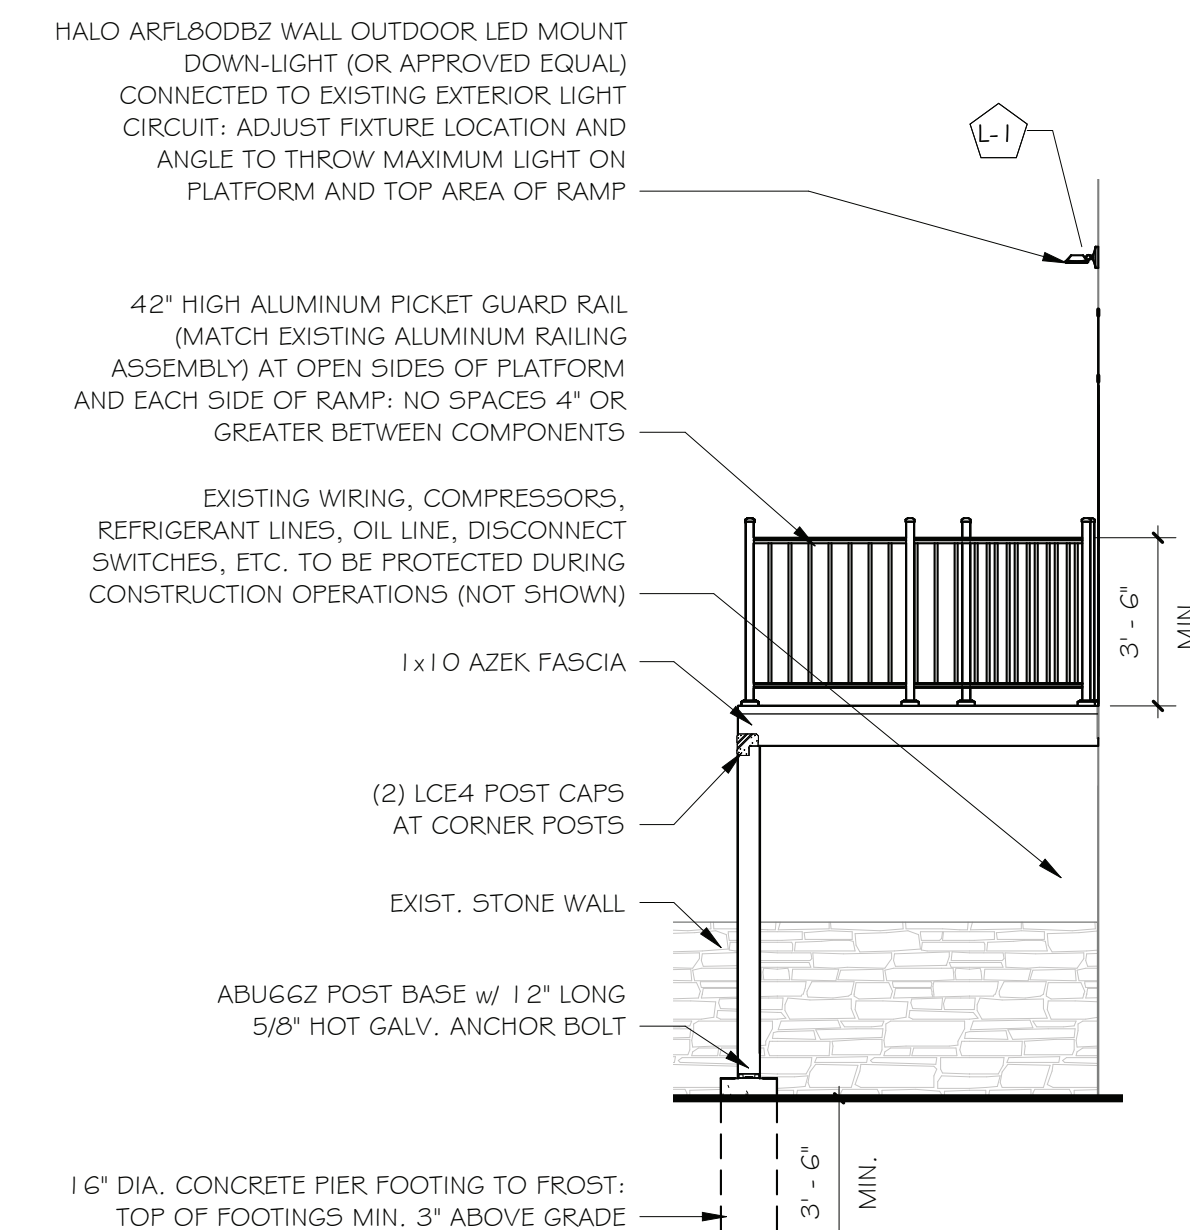 HALO ARFL80DBZ WALL OUTDOOR LED MOUNT
DOWN-LIGHT (OR APPROVED EQUAL)
CONNECTED TO EXISTING EXTERIOR LIGHT
CIRCUIT: ADJUST FIXTURE LOCATION AND
ANGLE TO THROW MAXIMUM LIGHT ON
PLATFORM AND TOP AREA OF RAMP
L-1
42" HIGH ALUMINUM PICKET GUARD RAIL
(MATCH EXISTING ALUMINUM RAILING
ASSEMBLY) AT OPEN SIDES OF PLATFORM
AND EACH SIDE OF RAMP: NO SPACES 4" OR
GREATER BETWEEN COMPONENTS
EXISTING WIRING, COMPRESSORS,
REFRIGERANT LINES, OIL LINE, DISCONNECT
SWITCHES, ETC. TO BE PROTECTED DURING
CONSTRUCTION OPERATIONS (NOT SHOWN)
3' - 6"
MIN.
1x10 AZEK FASCIA
(2) LCE4 POST CAPS
AT CORNER POSTS
EXIST. STONE WALL
ABU66Z POST BASE w/ 12" LONG
5/8" HOT GALV. ANCHOR BOLT
16" DIA. CONCRETE PIER FOOTING TO FROST:
TOP OF FOOTINGS MIN. 3" ABOVE GRADE
3' - 6"
MIN.